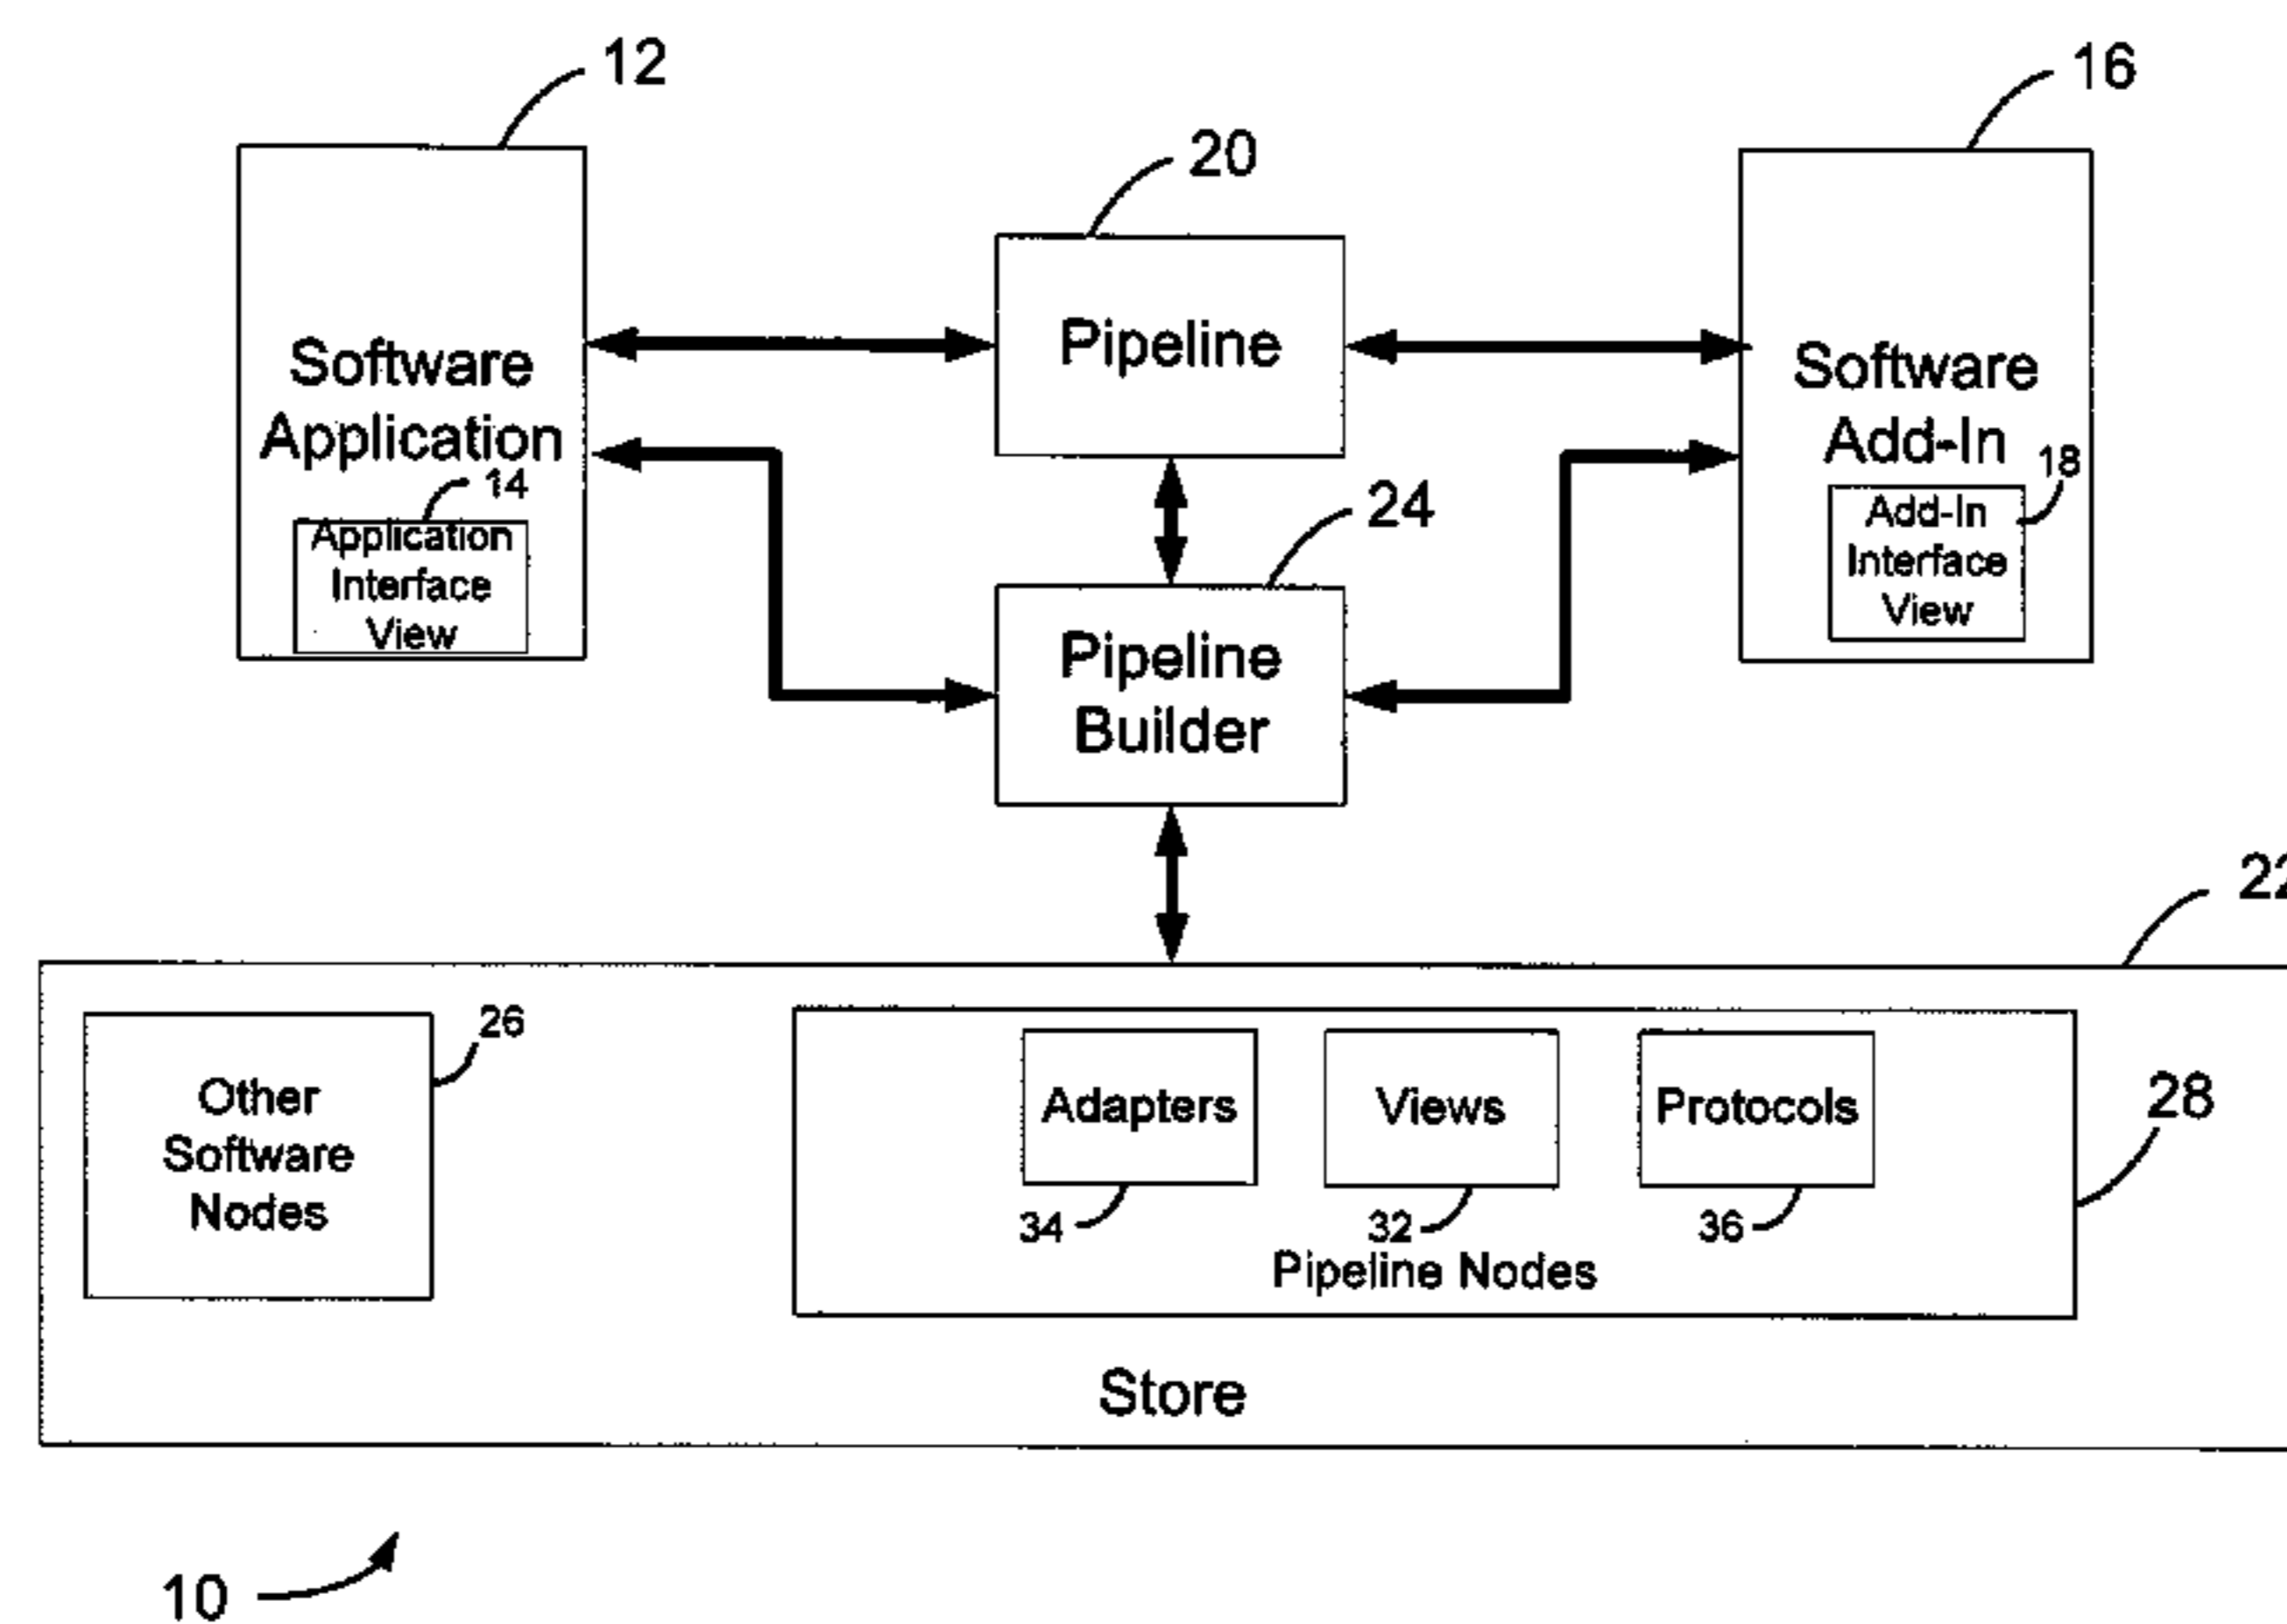 12
16
20
Pipeline
Software
Application
14
Application
Interface
View
Software
Add-In
18
Add-In
Interface
View
24
Pipeline
Builder
22
26
Other
Software
Nodes
Adapters
Views
Protocols
28
34
32
36
Pipeline Nodes
Store
10